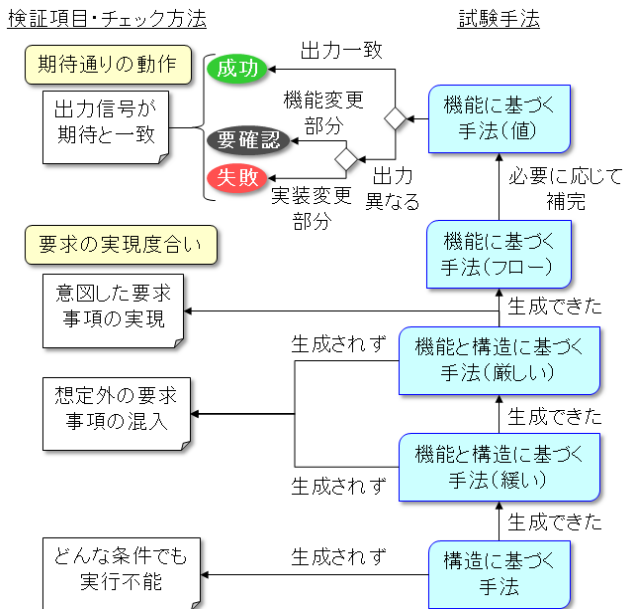 検証項目・チェック方法
試験手法
期待通りの動作
出力信号が
期待と一致
成功
要確認
失敗
出力一致
機能変更
部分
実装変更
部分
出力
異なる
機能に基づく
手法(値)
必要に応じて
補完
要求の実現度合い
機能に基づく
手法(フロー)
意図した要求
事項の実現
生成できた
生成されず
機能と構造に基づく
手法(厳しい)
想定外の要求
事項の混入
生成できた
機能と構造に基づく
手法(緩い)
生成されず
生成できた
どんな条件でも
実行不能
生成されず
構造に基づく
手法